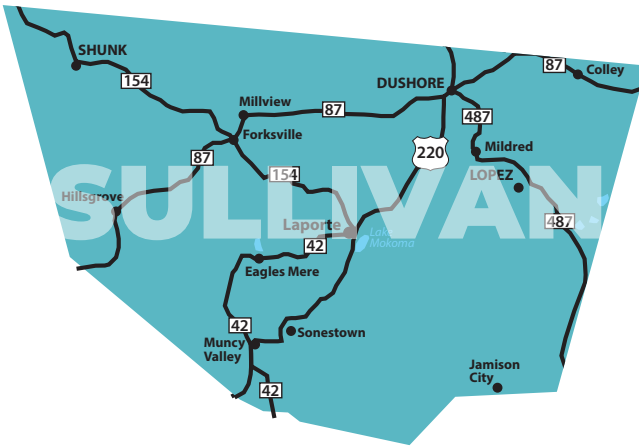 SHUNK
154
87
Colley
DUSHORE
Millview
87
487
Forksville
220
Mildred
87
154
LOPEZ
SULLIVAN
Hillsgrove
487
Laporte
Lake
Mokoma
42
Eagles Mere
42
Sonestown
Muncy
Valley
Jamison
City
42